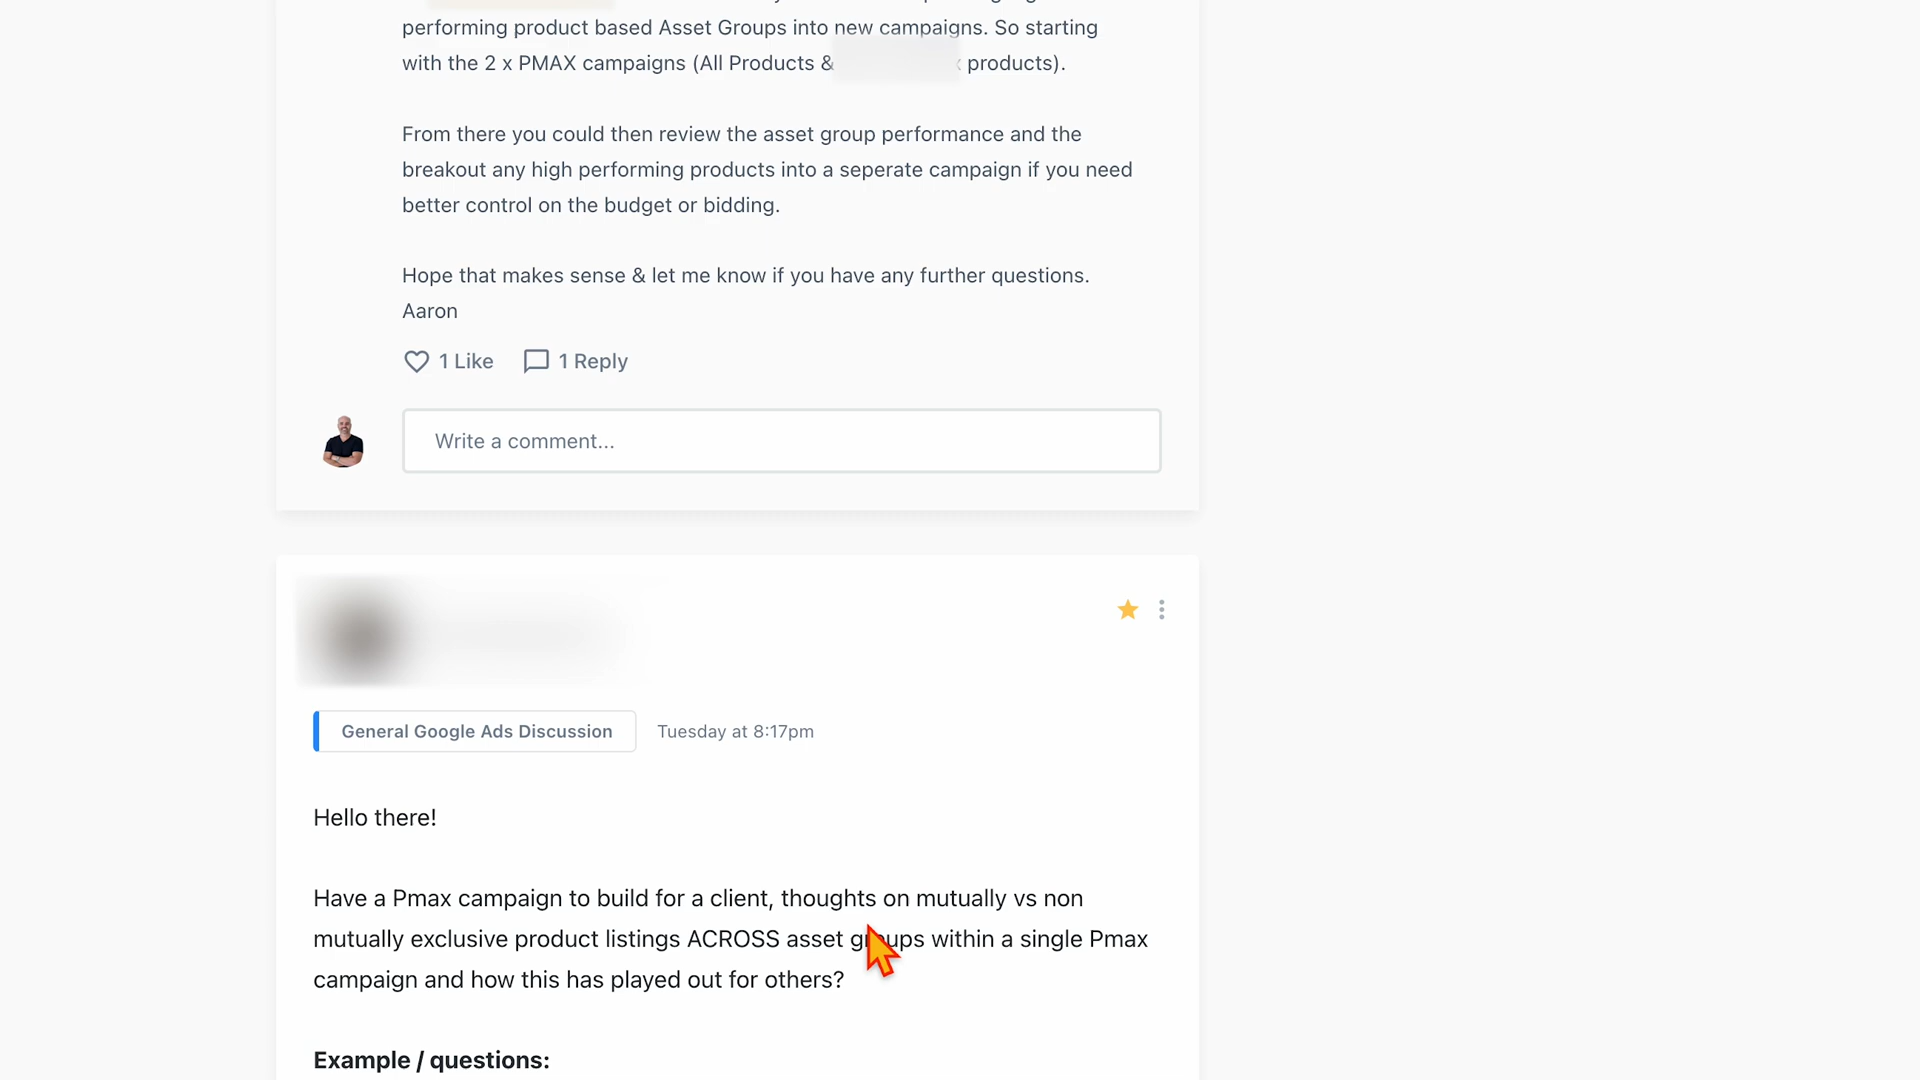 performing product based Asset Groups into new campaigns. So starting
with the 2 x PMAX campaigns (All Products & products).
From there you could then review the asset group performance and the
breakout any high performing products into a seperate campaign if you need
better control on the budget or bidding.
Hope that makes sense & let me know if you have any further questions.
Aaron
1 Like 1 Reply
Write a comment...
General Google Ads Discussion Tuesday at 8:17pm
Hello there!
Have a Pmax campaign to build for a client, thoughts on mutually vs non
mutually exclusive product listings ACROSS asset groups within a single Pmax
campaign and how this has played out for others?
Example / questions: